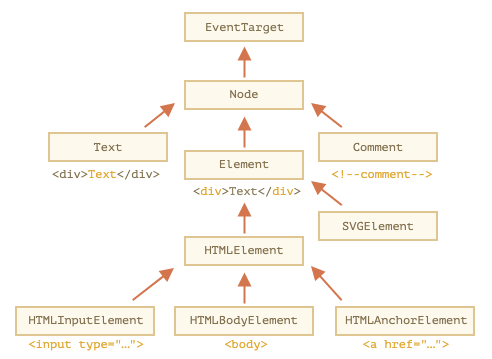 EventTarget
Node
Text
Comment
Element
<div>Text</div>
<!--comment-->
<div>Text</div>
SVGElement
HTMLElement
HTMLInputElement
HTMLBodyElement
HTMLAnchorElement
<input type="…">
<body>
<a href="…">